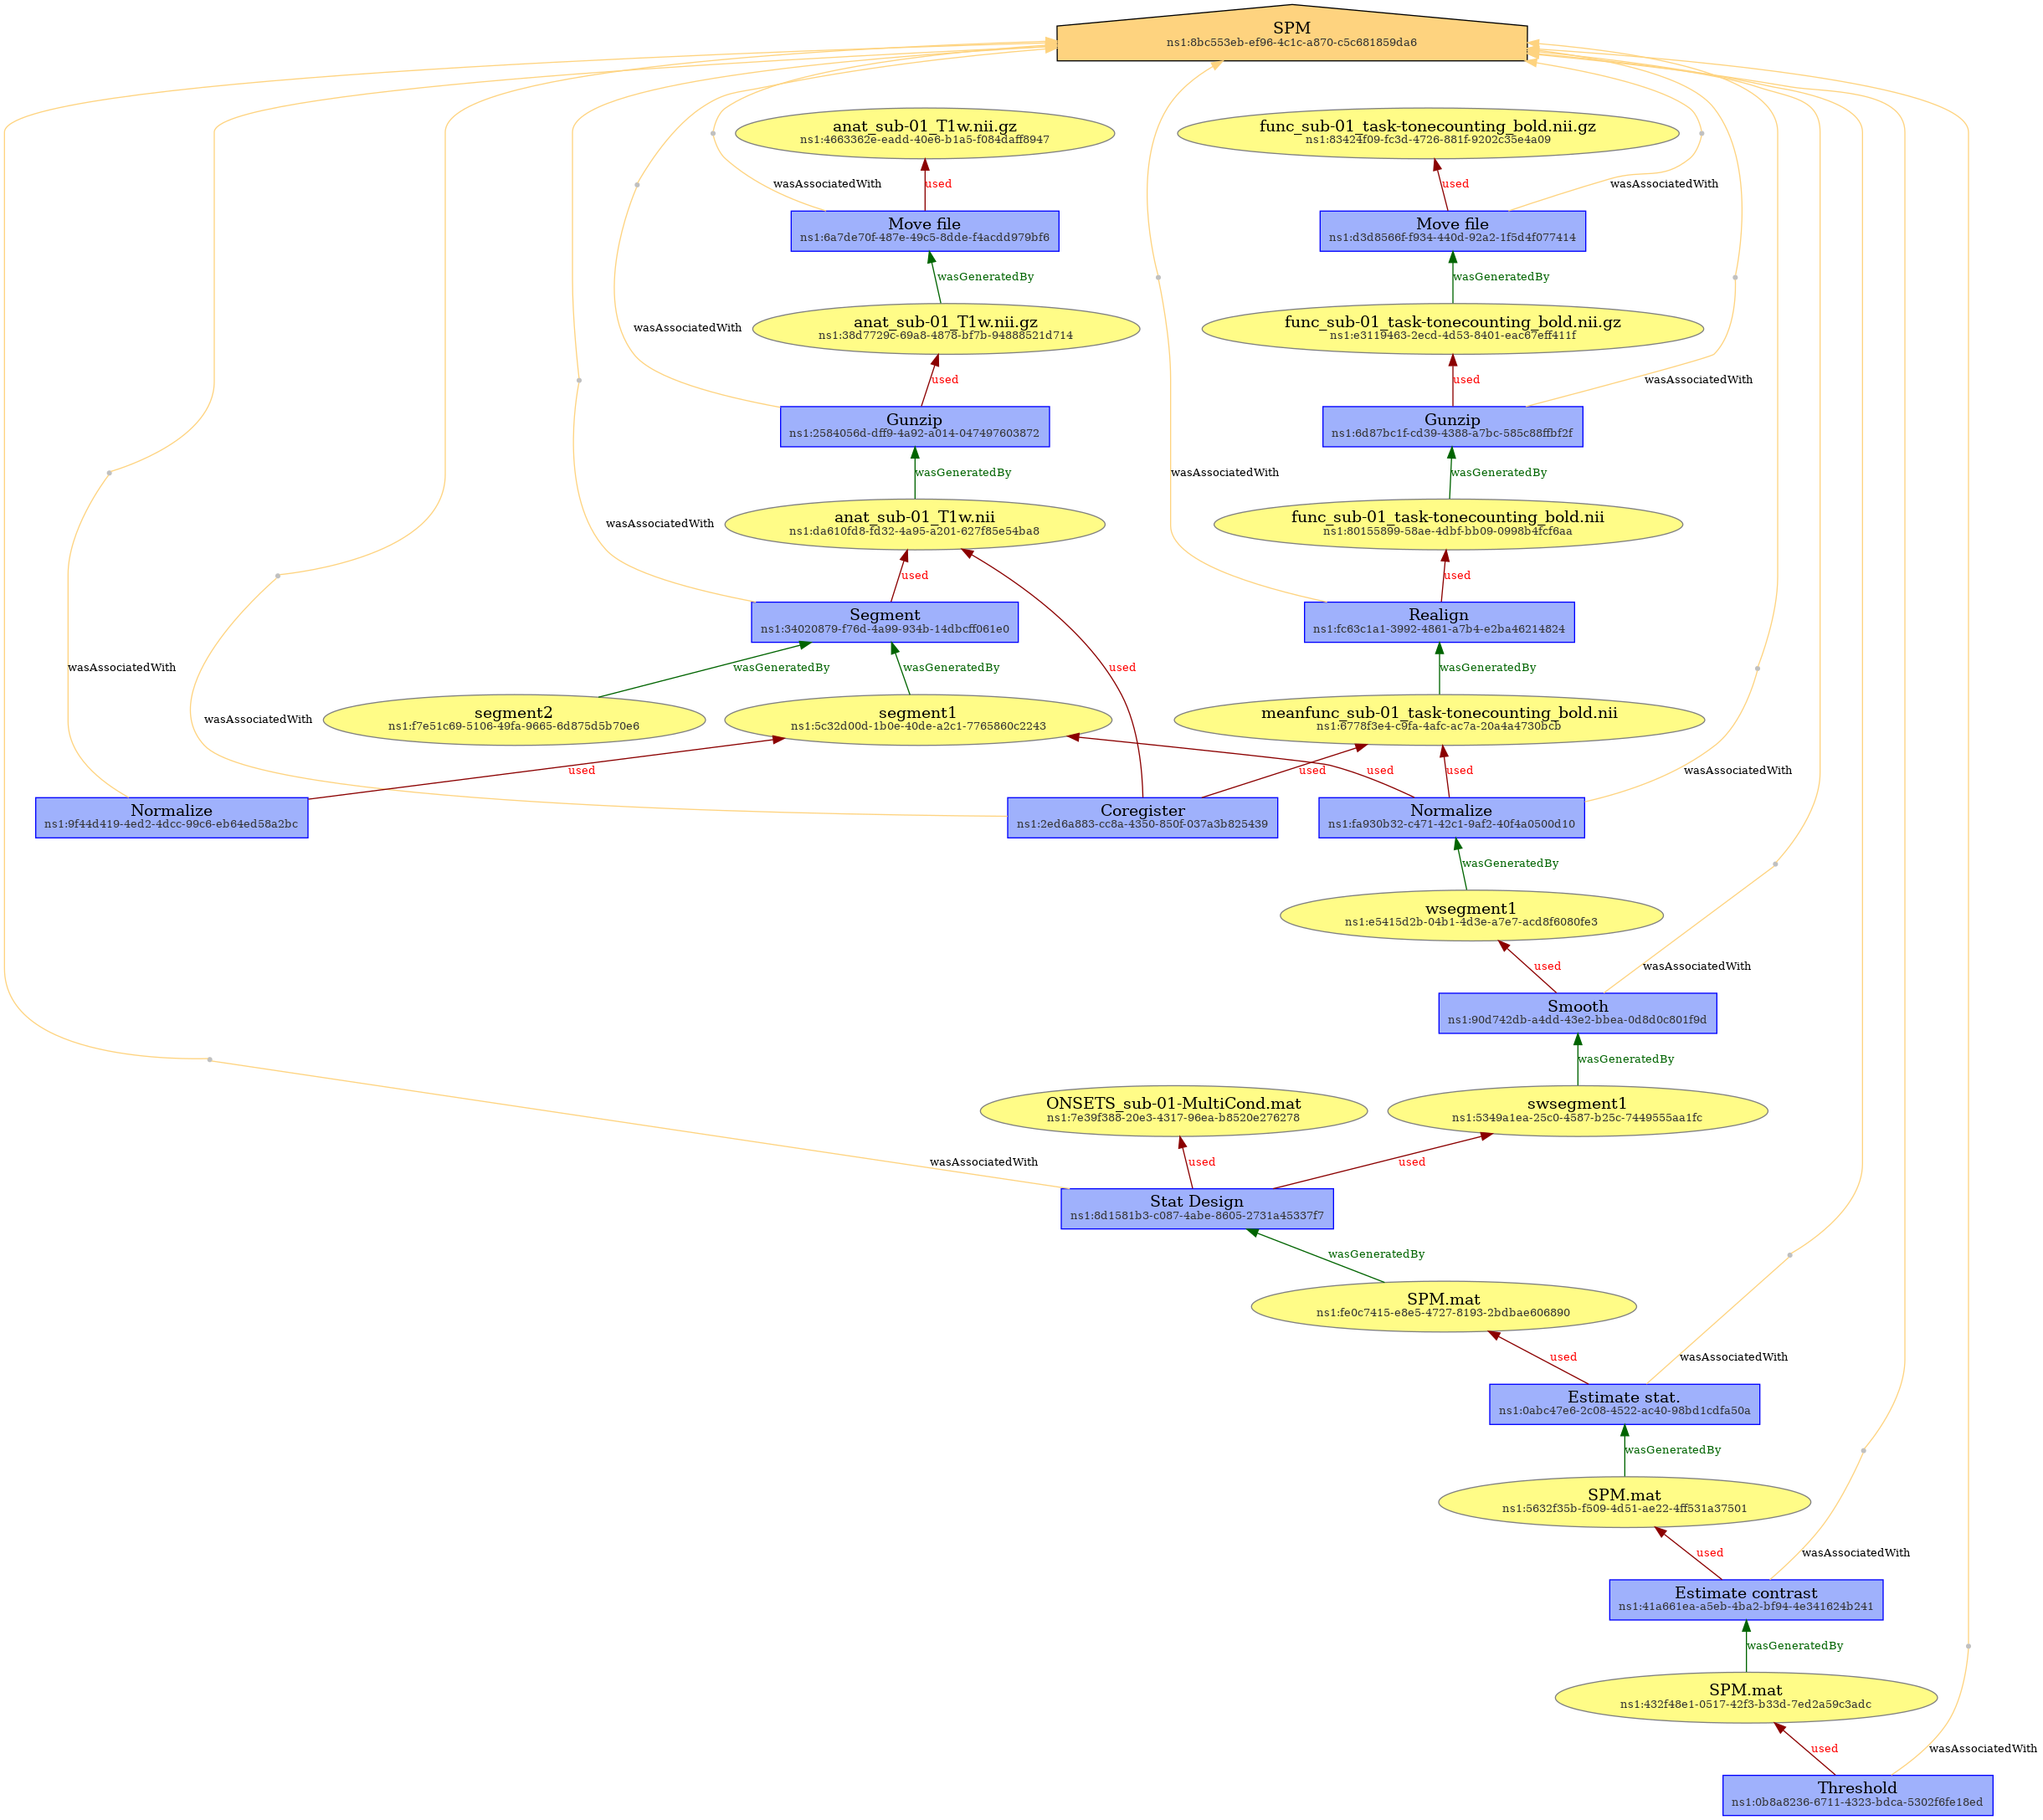 SPM
ns1:8bc553eb-ef96-4c1c-a870-c5c681859da6
anat_sub-01_T1w.nii.gz
ns1:4663362e-eadd-40e6-b1a5-f084daff8947
func_sub-01_task-tonecounting_bold.nii.gz
ns1:83424f09-fc3d-4726-881f-9202c35e4a09
wasAssociatedWith
used
used
wasAssociatedWith
Move file
ns1:6a7de70f-487e-49c5-8dde-f4acdd979bf6
Move file
ns1:d3d8566f-f934-440d-92a2-1f5d4f077414
wasGeneratedBy
wasGeneratedBy
anat_sub-01_T1w.nii.gz
ns1:38d7729c-69a8-4878-bf7b-94888521d714
func_sub-01_task-tonecounting_bold.nii.gz
ns1:e3119463-2ecd-4d53-8401-eac67eff411f
wasAssociatedWith
used
used
wasAssociatedWith
Gunzip
ns1:2584056d-dff9-4a92-a014-047497603872
Gunzip
ns1:6d87bc1f-cd39-4388-a7bc-585c88ffbf2f
wasGeneratedBy
wasAssociatedWith
wasGeneratedBy
anat_sub-01_T1w.nii
ns1:da610fd8-fd32-4a95-a201-627f85e54ba8
func_sub-01_task-tonecounting_bold.nii
ns1:80155899-58ae-4dbf-bb09-0998b4fcf6aa
wasAssociatedWith
used
used
Segment
ns1:34020879-f76d-4a99-934b-14dbcff061e0
Realign
ns1:fc63c1a1-3992-4861-a7b4-e2ba46214824
wasAssociatedWith
wasGeneratedBy
wasGeneratedBy
used
wasGeneratedBy
segment2
ns1:f7e51c69-5106-49fa-9665-6d875d5b70e6
segment1
ns1:5c32d00d-1b0e-40de-a2c1-7765860c2243
meanfunc_sub-01_task-tonecounting_bold.nii
ns1:6778f3e4-c9fa-4afc-ac7a-20a4a4730bcb
wasAssociatedWith
used
used
used
used
wasAssociatedWith
Normalize
ns1:9f44d419-4ed2-4dcc-99c6-eb64ed58a2bc
Coregister
ns1:2ed6a883-cc8a-4350-850f-037a3b825439
Normalize
ns1:fa930b32-c471-42c1-9af2-40f4a0500d10
wasGeneratedBy
wsegment1
ns1:e5415d2b-04b1-4d3e-a7e7-acd8f6080fe3
used
wasAssociatedWith
Smooth
ns1:90d742db-a4dd-43e2-bbea-0d8d0c801f9d
wasGeneratedBy
ONSETS_sub-01-MultiCond.mat
ns1:7e39f388-20e3-4317-96ea-b8520e276278
swsegment1
ns1:5349a1ea-25c0-4587-b25c-7449555aa1fc
wasAssociatedWith
used
used
Stat Design
ns1:8d1581b3-c087-4abe-8605-2731a45337f7
wasGeneratedBy
SPM.mat
ns1:fe0c7415-e8e5-4727-8193-2bdbae606890
used
wasAssociatedWith
Estimate stat.
ns1:0abc47e6-2c08-4522-ac40-98bd1cdfa50a
wasGeneratedBy
SPM.mat
ns1:5632f35b-f509-4d51-ae22-4ff531a37501
used
wasAssociatedWith
Estimate contrast
ns1:41a661ea-a5eb-4ba2-bf94-4e341624b241
wasGeneratedBy
SPM.mat
ns1:432f48e1-0517-42f3-b33d-7ed2a59c3adc
used
wasAssociatedWith
Threshold
ns1:0b8a8236-6711-4323-bdca-5302f6fe18ed